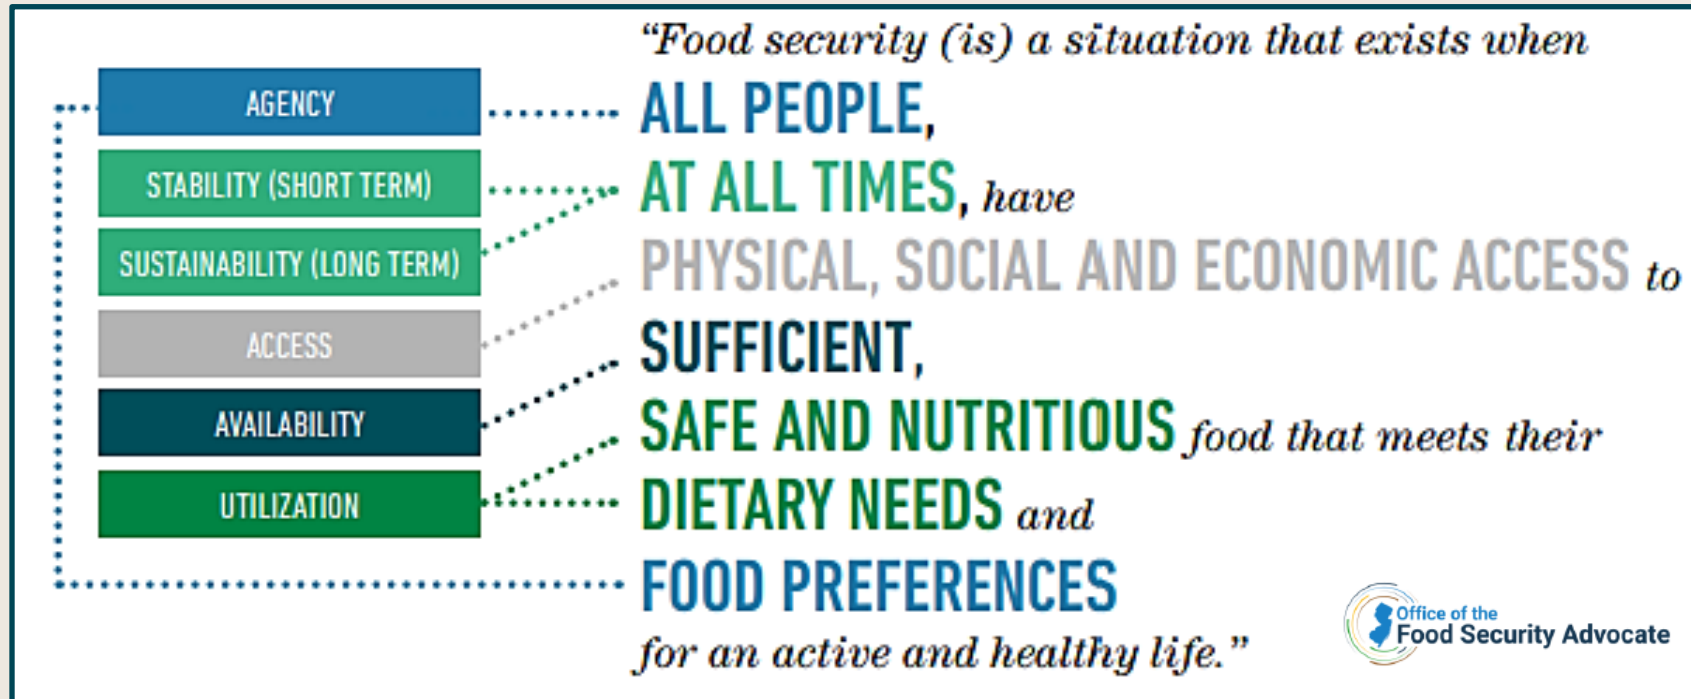 “Food security (is) a situation that exists when
AGENCY
ALL PEOPLE,
STABILITY (SHORT TERM)
AT ALL TIMES, have
SUSTAINABILITY (LONG TERM)
PHYSICAL, SOCIAL AND ECONOMIC ACCESS to
ACCESS
SUFFICIENT,
AVAILABILITY
SAFE AND NUTRITIOUS food that meets their
UTILIZATION
DIETARY NEEDS and
FOOD PREFERENCES
for an active and healthy life.”
Office of the
Food Security Advocate